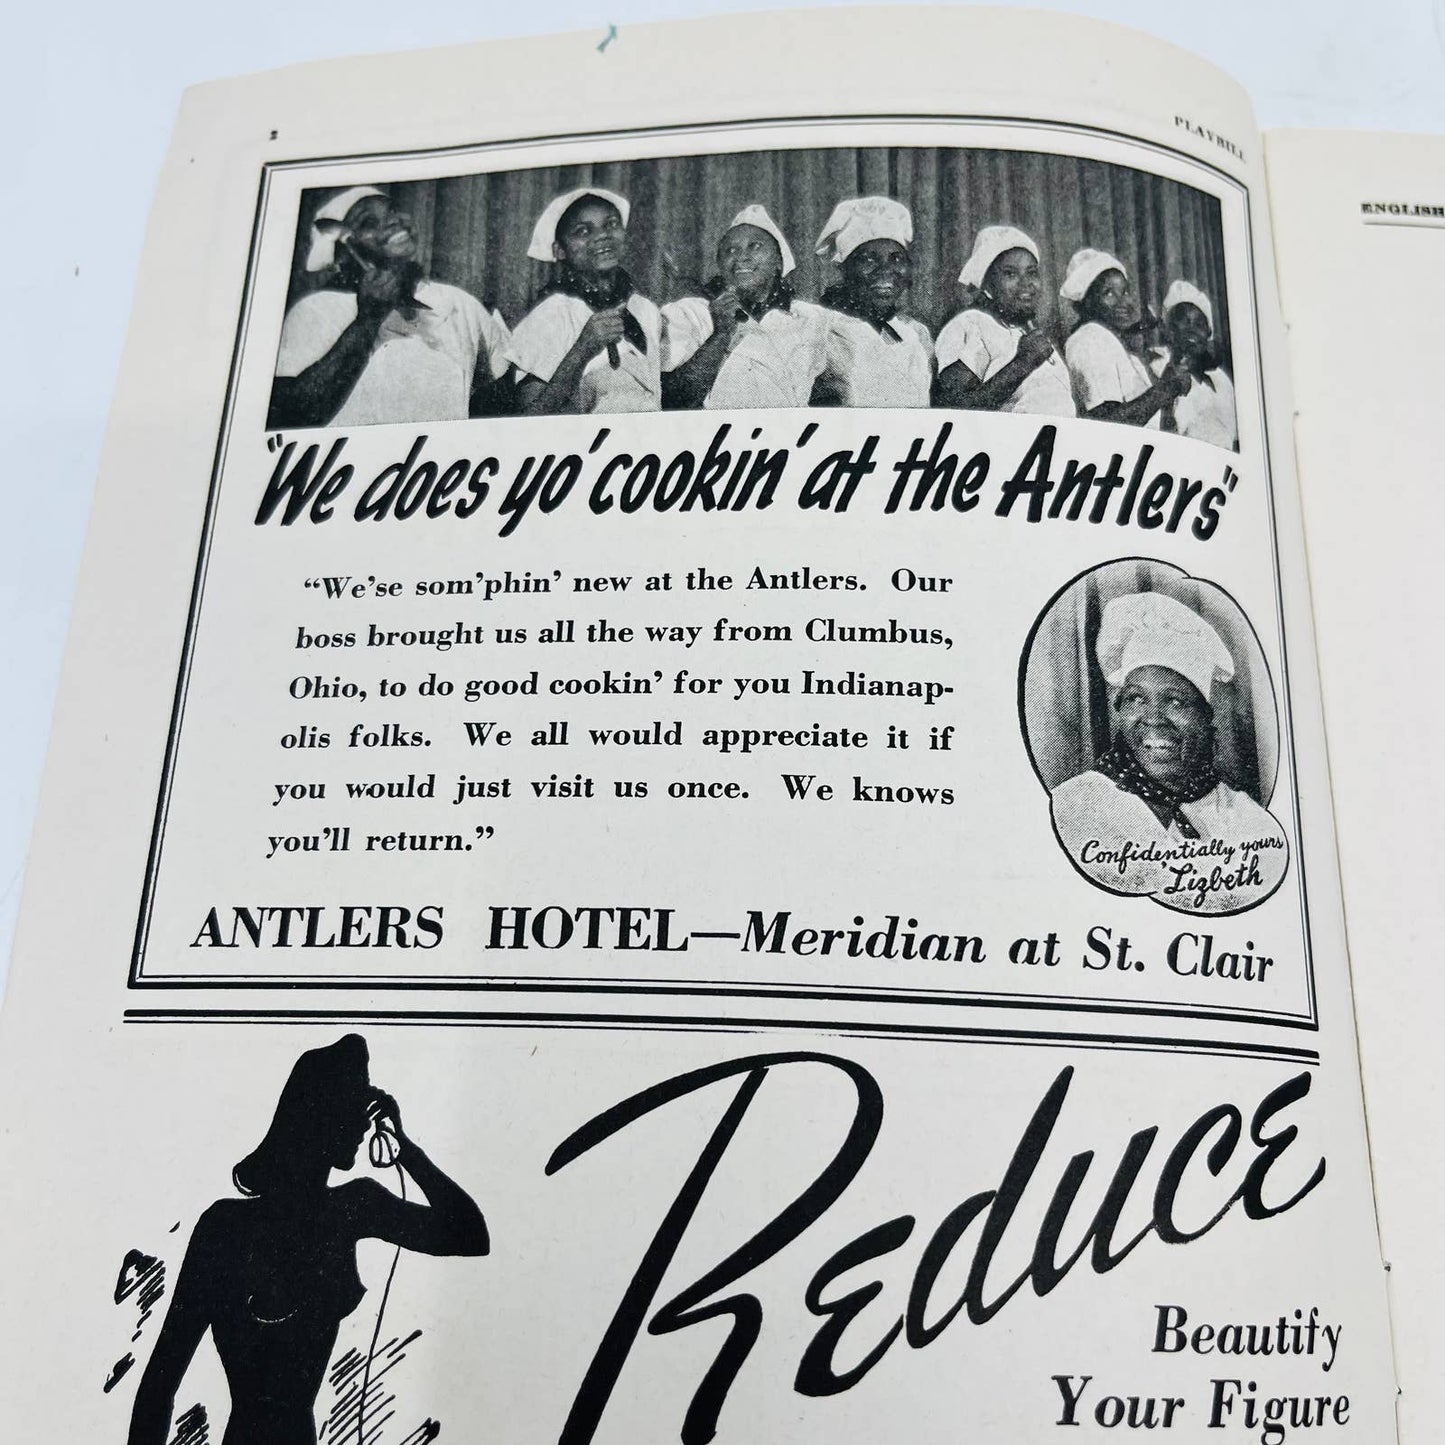 2
PLAYBILL
ENGLISH
"We does yo' cookin' at the Antlers"
"We'se som'phin' new at the Antlers. Our
boss brought us all the way from Clumbus,
Ohio, to do good cookin' for you Indianap-
olis folks. We all would appreciate it if
you would just visit us once. We knows
you'll return."
Confidentially yours
'Lizbeth
ANTLERS HOTEL—Meridian at St. Clair
REDUCE
Beautify
Your Figure